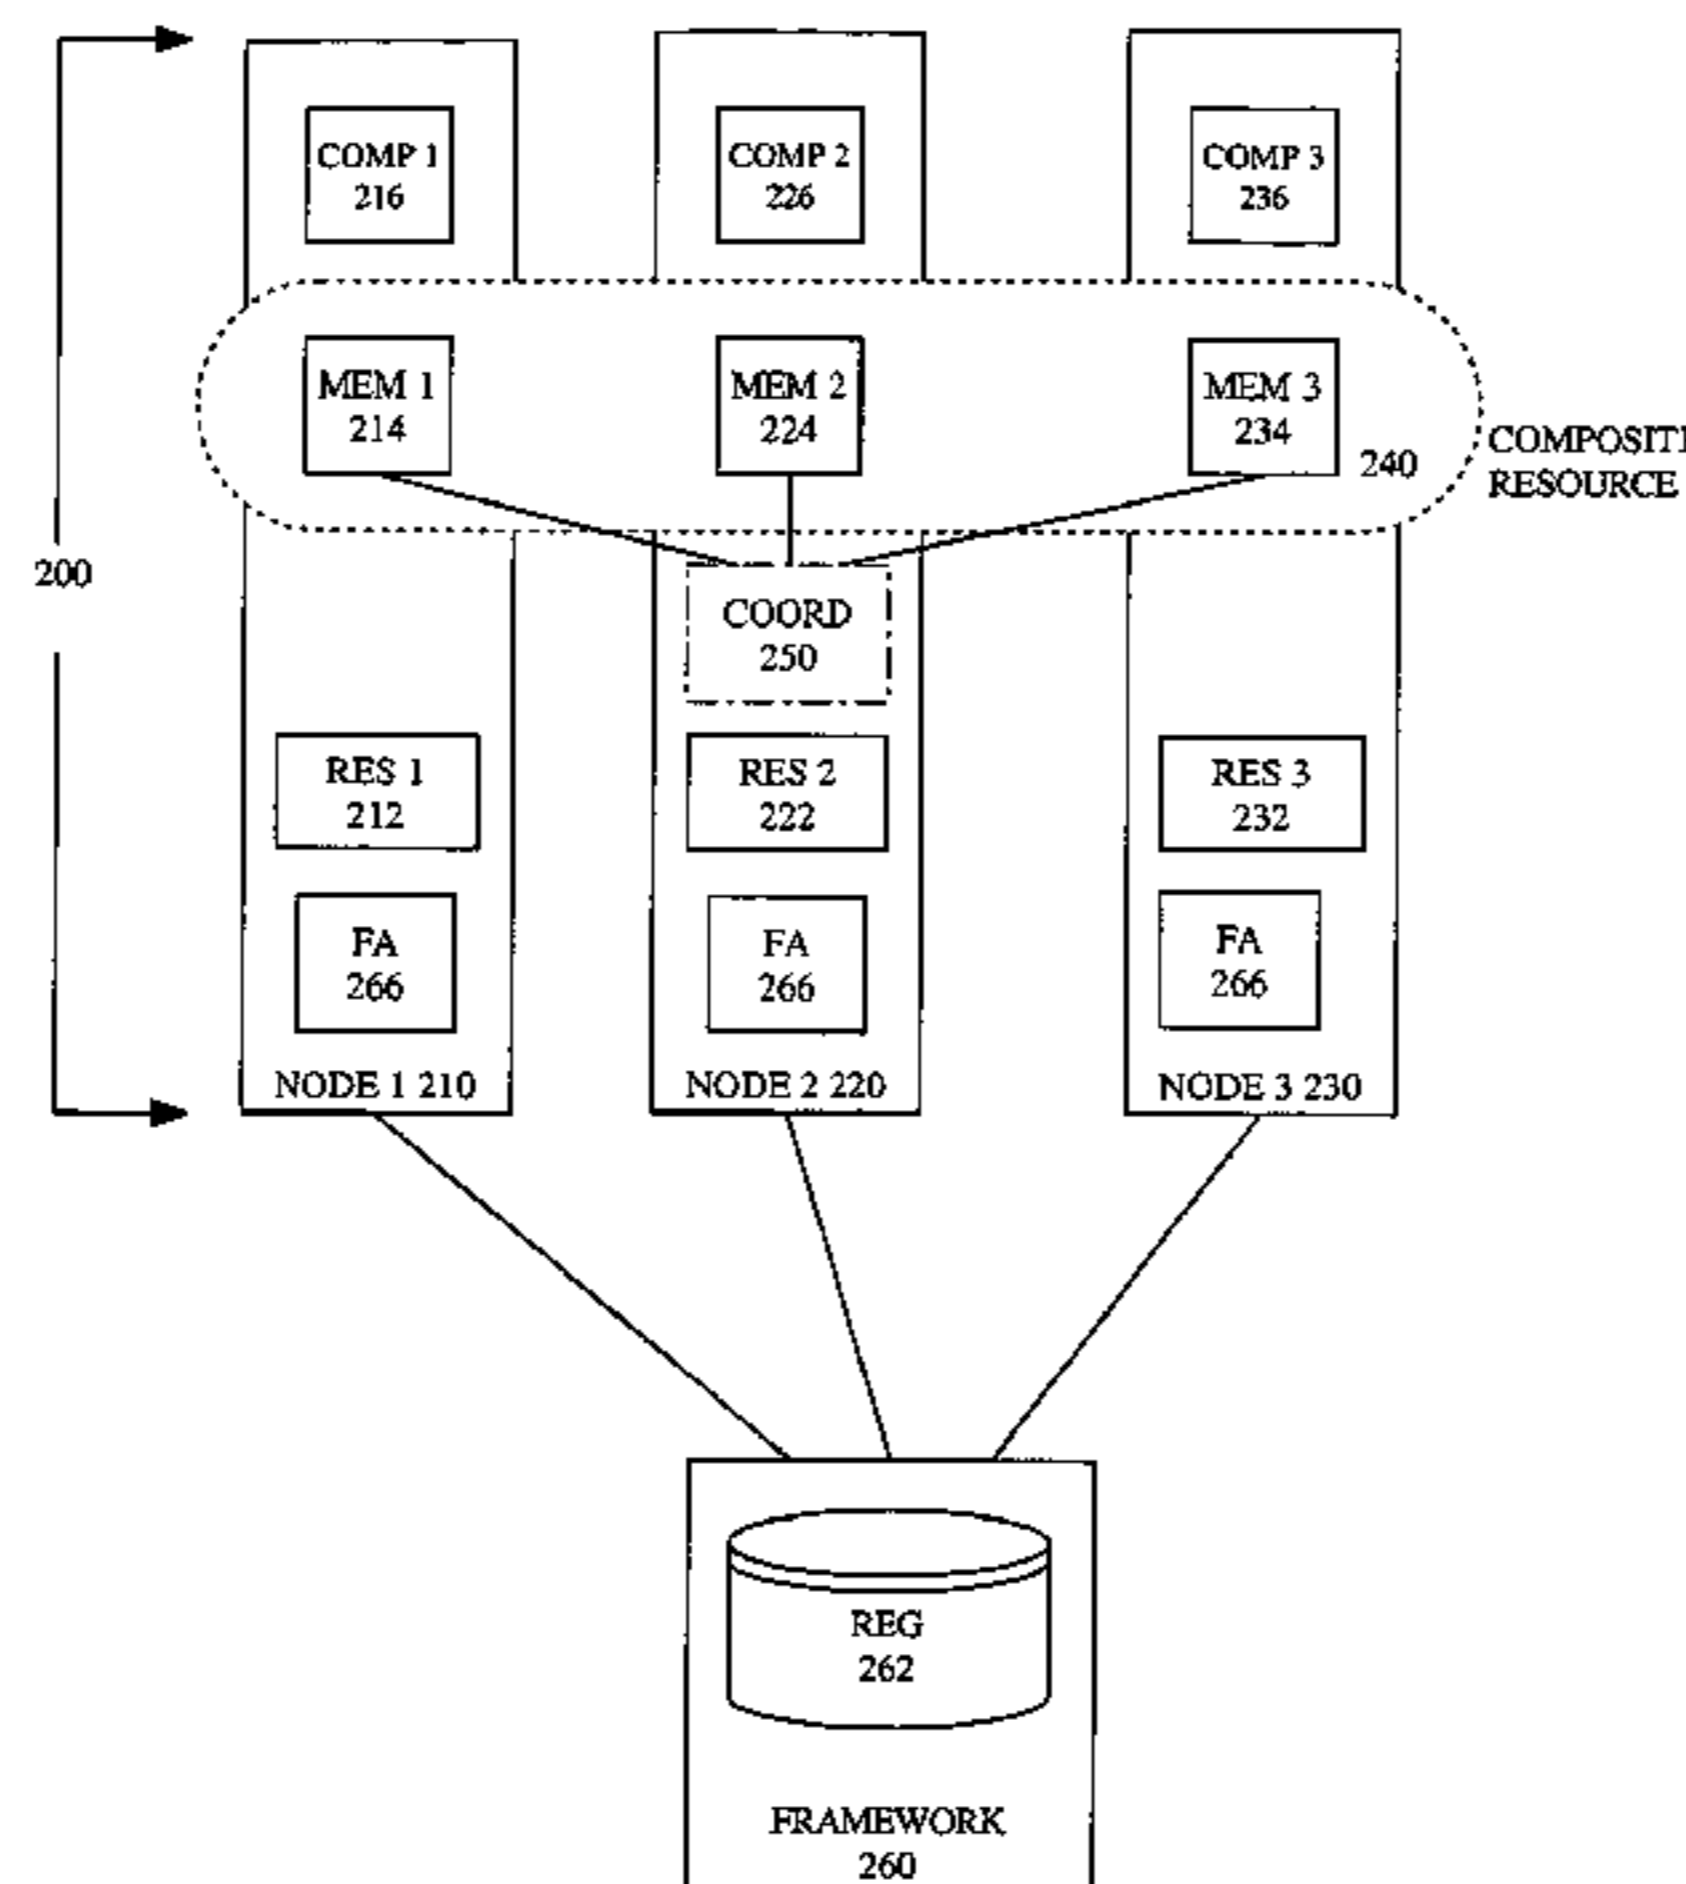 COMP 1
216
COMP 2
226
COMP 3
236
MEM 1
214
MEM 2
224
MEM 3
234
240
COMPOSITE
RESOURCE
200
COORD
250
RES 1
212
RES 2
222
RES 3
232
FA
266
FA
266
FA
266
NODE 1 210
NODE 2 220
NODE 3 230
REG
262
FRAMEWORK
260